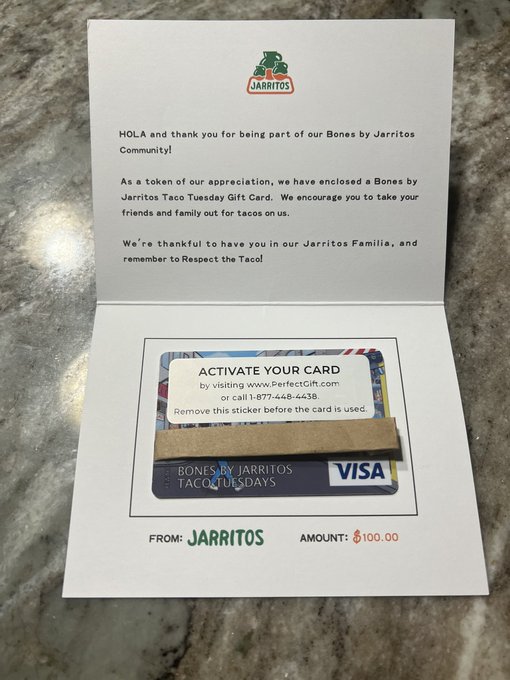 JARRITOS
HOLA and thank you for being part of our Bones by Jarritos
Community!
As a token of our appreciation, we have enclosed a Bones by
Jarritos Taco Tuesday Gift Card. We encourage you to take your
friends and family out for tacos on us.
We're thankful to have you in our Jarritos Familia, and
remember to Respect the Taco!
ACTIVATE YOUR CARD
by visiting www.PerfectGift.com
or call 1-877-448-4438.
Remove this sticker before the card is used.
BONES BY JARRITOS
TACO TUESDAYS
VISA
FROM: JARRITOS
AMOUNT: $100.00